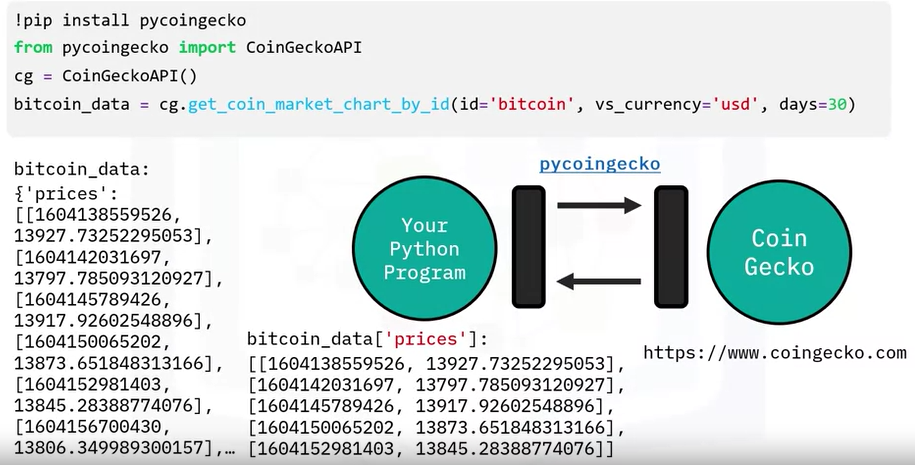 !pip install pycoingecko
from pycoingecko import CoinGeckoAPI
cg = CoinGeckoAPI()
bitcoin_data = cg.get_coin_market_chart_by_id(id='bitcoin', vs_currency='usd', days=30)
bitcoin_data:
{'prices':
[[1604138559526,
13927.73252295053],
[1604142031697,
13797.785093120927],
[1604145789426,
13917.92602548896],
[1604150065202,
13873.651848313166],
[1604152981403,
13845.28388774076],
[1604156700430,
13806.349989300157],…
pycoingecko
Your
Python
Program
Coin
Gecko
https://www.coingecko.com
bitcoin_data['prices']:
[[1604138559526, 13927.73252295053],
[1604142031697, 13797.785093120927],
[1604145789426, 13917.92602548896],
[1604150065202, 13873.651848313166],
[1604152981403, 13845.28388774076]]